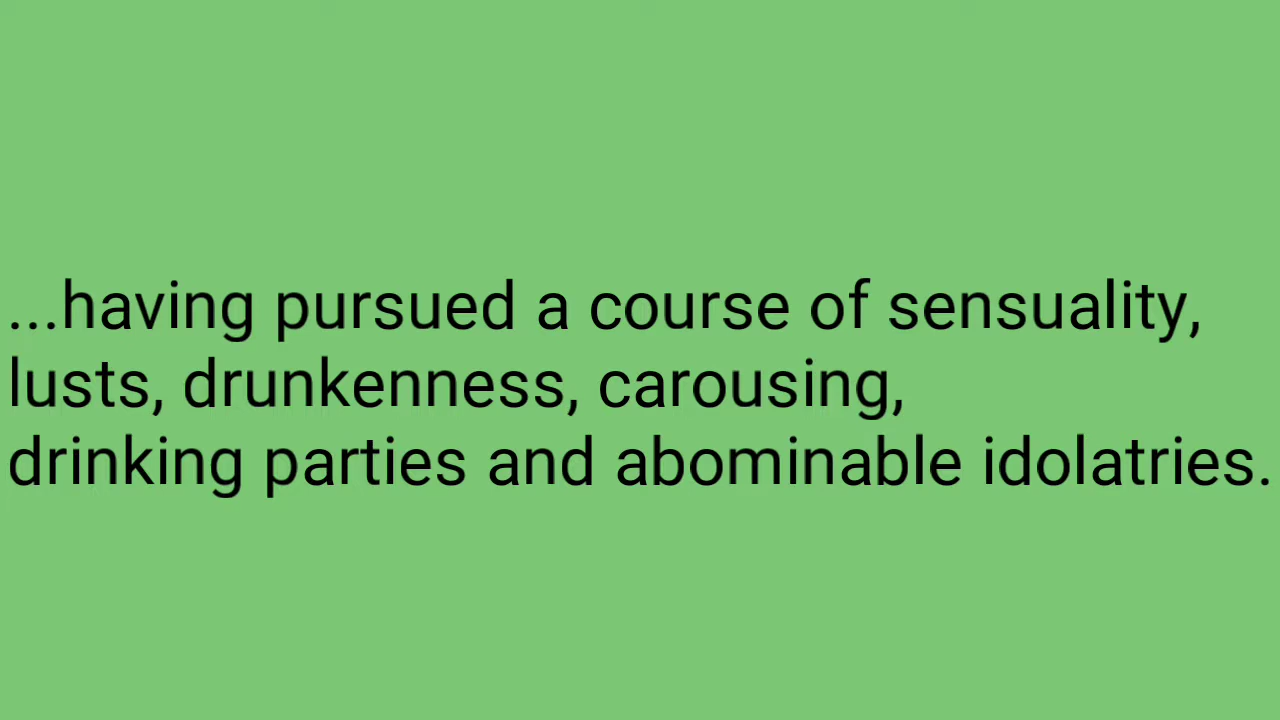 ...having pursued a course of sensuality,
lusts, drunkenness, carousing,
drinking parties and abominable idolatries.